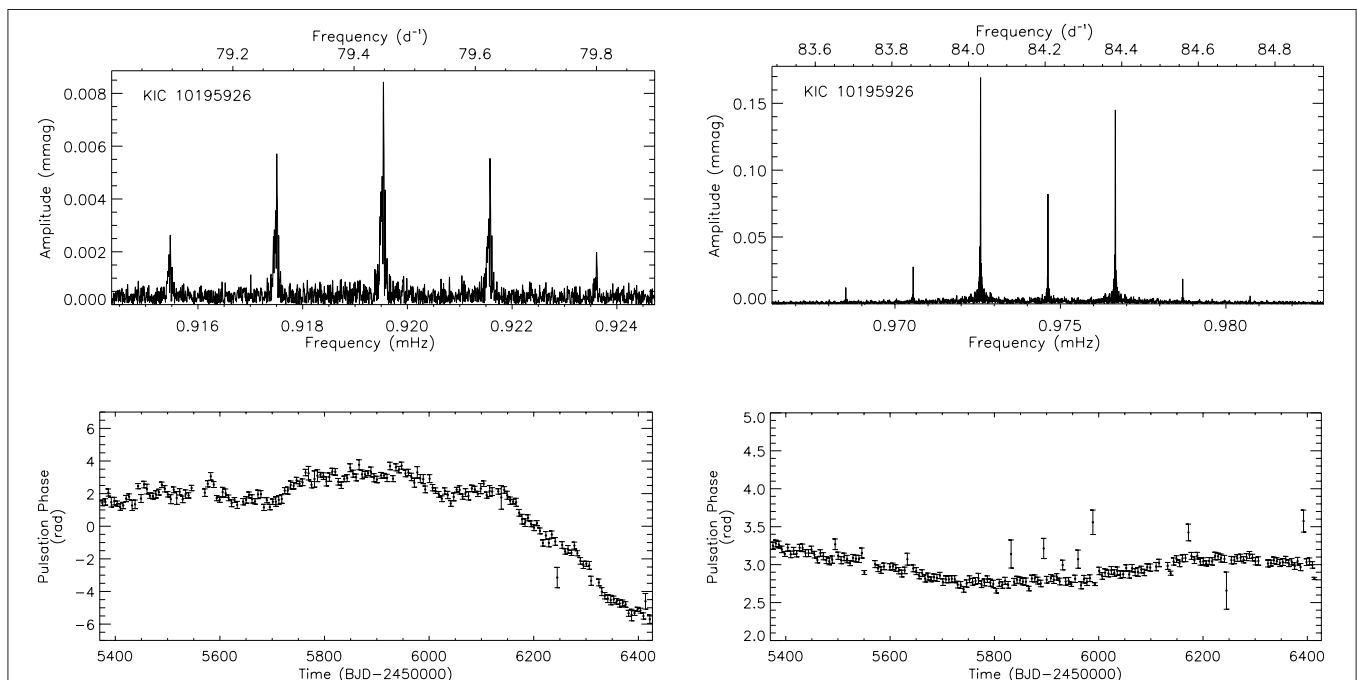 Frequency (d⁻¹)
79.2 79.4 79.6 79.8
KIC 10195926
Amplitude (mmag)
0.008
0.006
0.004
0.002
0.000
0.916 0.918 0.920 0.922 0.924
Frequency (mHz)
Frequency (d⁻¹)
83.6 83.8 84.0 84.2 84.4 84.6 84.8
KIC 10195926
Amplitude (mmag)
0.15
0.10
0.05
0.00
0.970 0.975 0.980
Frequency (mHz)
Pulsation Phase
(rad)
6
4
2
0
-2
-4
-6
5400 5600 5800 6000 6200 6400
Time (BJD-2450000)
Pulsation Phase
(rad)
5.0
4.5
4.0
3.5
3.0
2.5
2.0
5400 5600 5800 6000 6200 6400
Time (BJD-2450000)